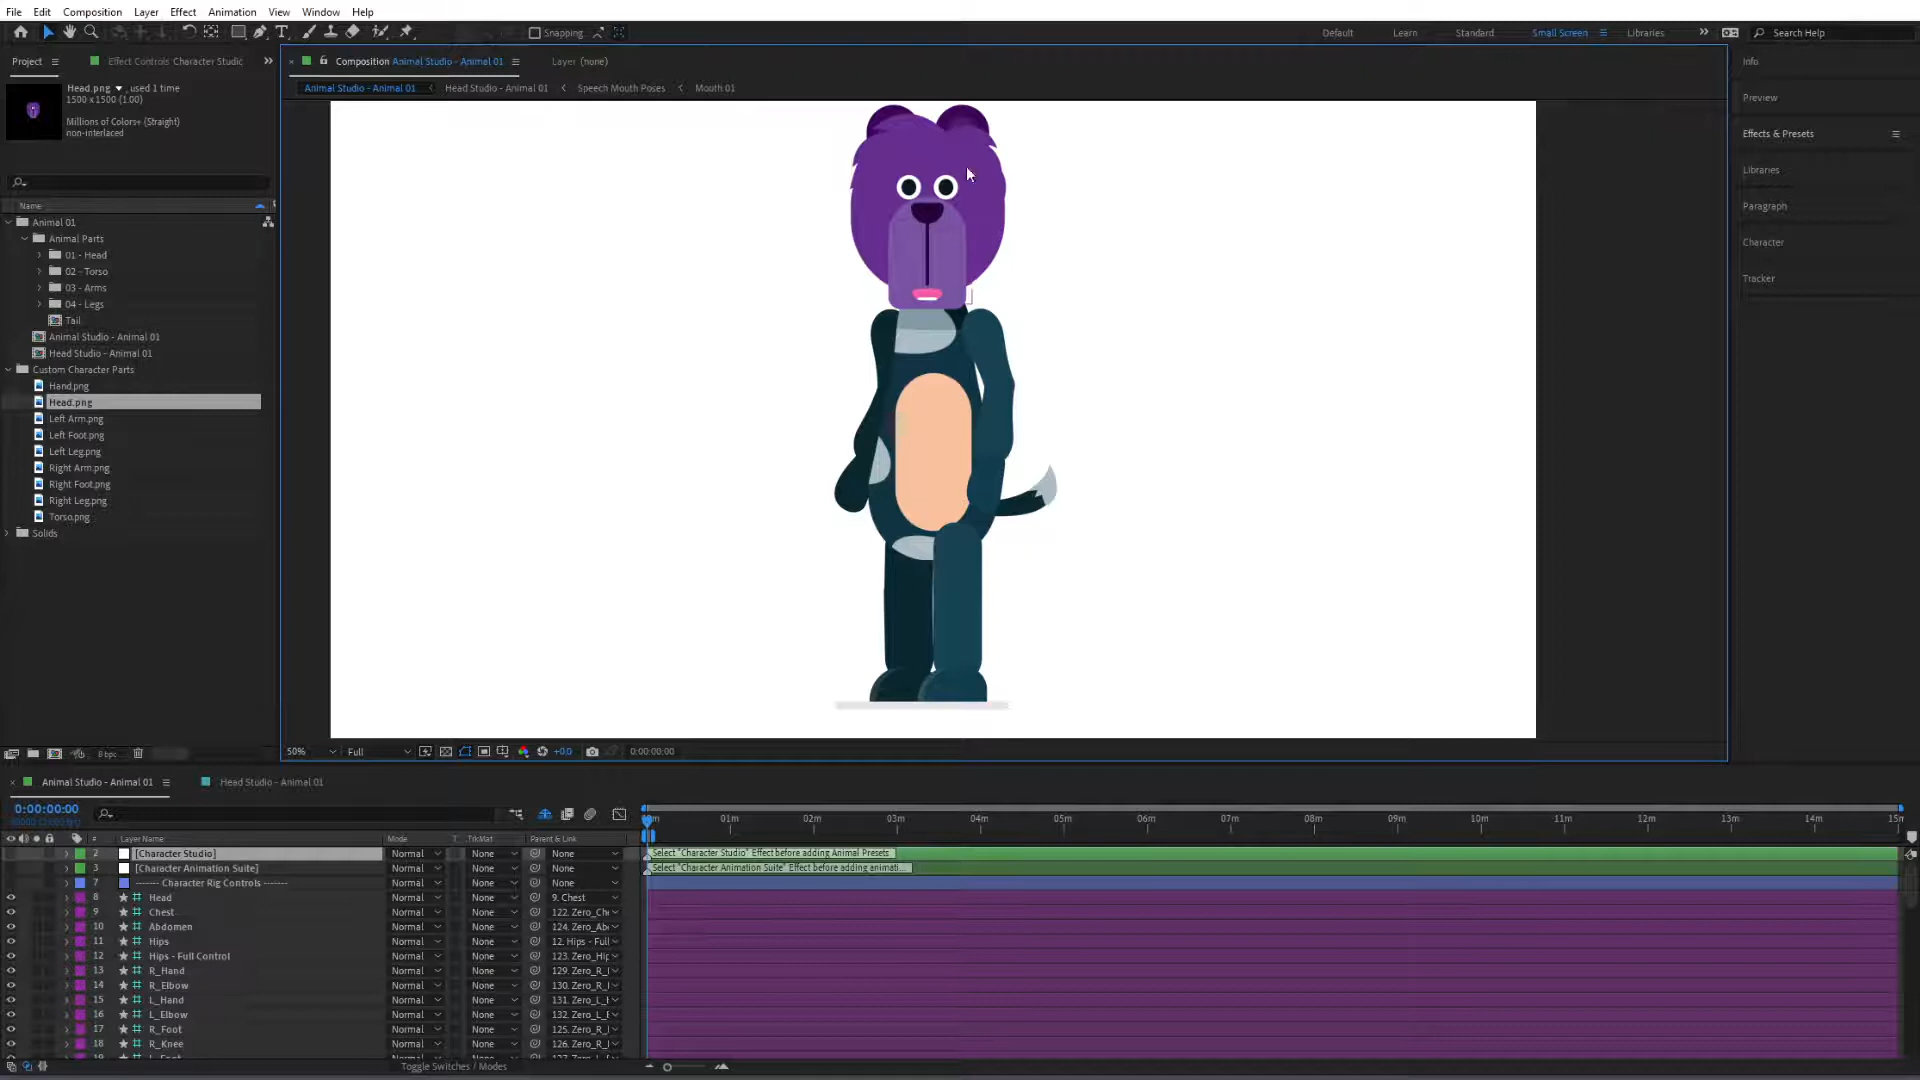 File Edit Composition Layer Effect Animation View Window Help
Snapping Default Learn Standard Small Screen Libraries Search Help
Project Effect Controls Character Studic
Composition Animal Studio - Animal 01 Layer (none)
Animal Studio - Animal 01 Head Studio - Animal 01 Speech Mouth Poses Mouth 01
Head.png , used 1 time
1500 x 1500 (1.00)
Millions of Colors+ (Straight)
non-interlaced
Name
Animal 01
Animal Parts
01 - Head
02 - Torso
03 - Arms
04 - Legs
Tail
Animal Studio - Animal 01
Head Studio - Animal 01
Custom Character Parts
Hand.png
Head.png
Left Arm.png
Left Foot.png
Left Leg.png
Right Arm.png
Right Foot.png
Right Leg.png
Torso.png
Solids
Info
Preview
Effects & Presets
Libraries
Paragraph
Character
Tracker
8 bpc
50% Full +0.0 0:00:00:00
Animal Studio - Animal 01 Head Studio - Animal 01
0:00:00:00
01m 02m 03m 04m 05m 06m 07m 08m 09m 10m 11m 12m 13m 14m 15m
# Layer Name Mode T .TrkMat Parent & Link
2 [Character Studio] Normal None None Select "Character Studio" Effect before adding Animal Presets
3 [Character Animation Suite] Normal None None Select "Character Animation Suite" Effect before adding animati...
7 ------- Character Rig Controls ------- Normal None None
8 Head Normal None 9. Chest
9 Chest Normal None 122. Zero_Ch
10 Abdomen Normal None 124. Zero_Ab
11 Hips Normal None 12. Hips - Full
12 Hips - Full Control Normal None 123. Zero_Hip
13 R_Hand Normal None 129. Zero_R_
14 R_Elbow Normal None 130. Zero_R_
15 L_Hand Normal None 131. Zero_L_
16 L_Elbow Normal None 132. Zero_L_
17 R_Foot Normal None 125. Zero_R_
18 R_Knee Normal None 126. Zero_R_
Toggle Switches / Modes